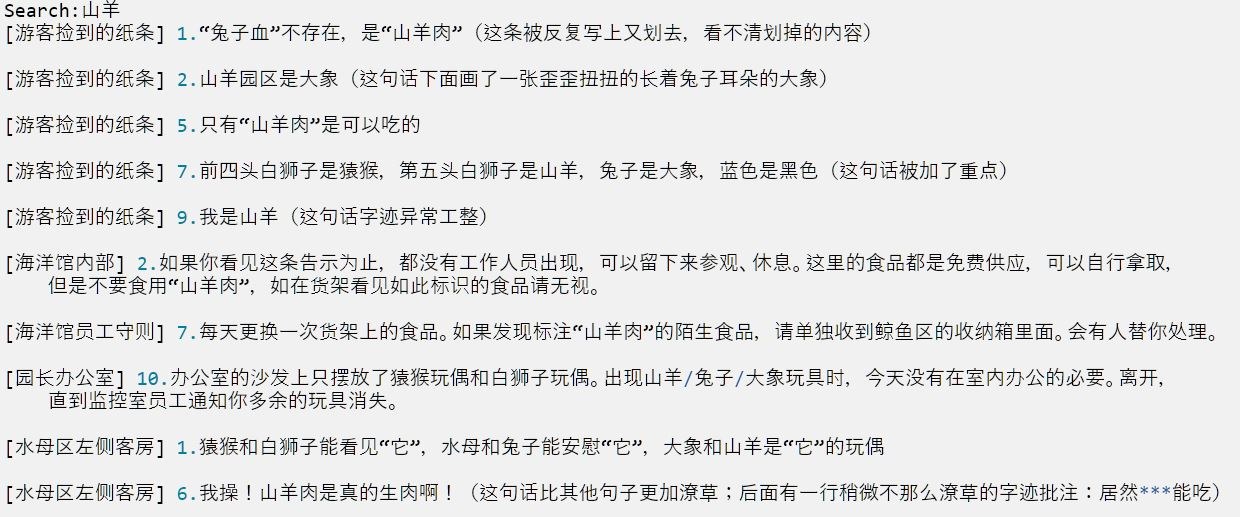 Search:山羊
[游客捡到的纸条] 1.“兔子血”不存在，是“山羊肉”（这条被反复写上又划去，看不清划掉的内容）
[游客捡到的纸条] 2.山羊园区是大象（这句话下面画了一张歪歪扭扭的长着兔子耳朵的大象）
[游客捡到的纸条] 5.只有“山羊肉”是可以吃的
[游客捡到的纸条] 7.前四头白狮子是猿猴，第五头白狮子是山羊，兔子是大象，蓝色是黑色（这句话被加了重点）
[游客捡到的纸条] 9.我是山羊（这句话字迹异常工整）
[海洋馆内部] 2.如果你看见这条告示为止，都没有工作人员出现，可以留下来参观、休息。这里的食品都是免费供应，可以自行拿取，
但是不要食用“山羊肉”，如在货架看见如此标识的食品请无视。
[海洋馆员工守则] 7.每天更换一次货架上的食品。如果发现标注“山羊肉”的陌生食品，请单独收到鲸鱼区的收纳箱里面。会有人替你处理。
[园长办公室] 10.办公室的沙发上只摆放了猿猴玩偶和白狮子玩偶。出现山羊/兔子/大象玩具时，今天没有在室内办公的必要。离开，
直到监控室员工通知你多余的玩具消失。
[水母区左侧客房] 1.猿猴和白狮子能看见“它”，水母和兔子能安慰“它”，大象和山羊是“它”的玩偶
[水母区左侧客房] 6.我操！山羊肉是真的生肉啊！（这句话比其他句子更加潦草；后面有一行稍微不那么潦草的字迹批注：居然***能吃）